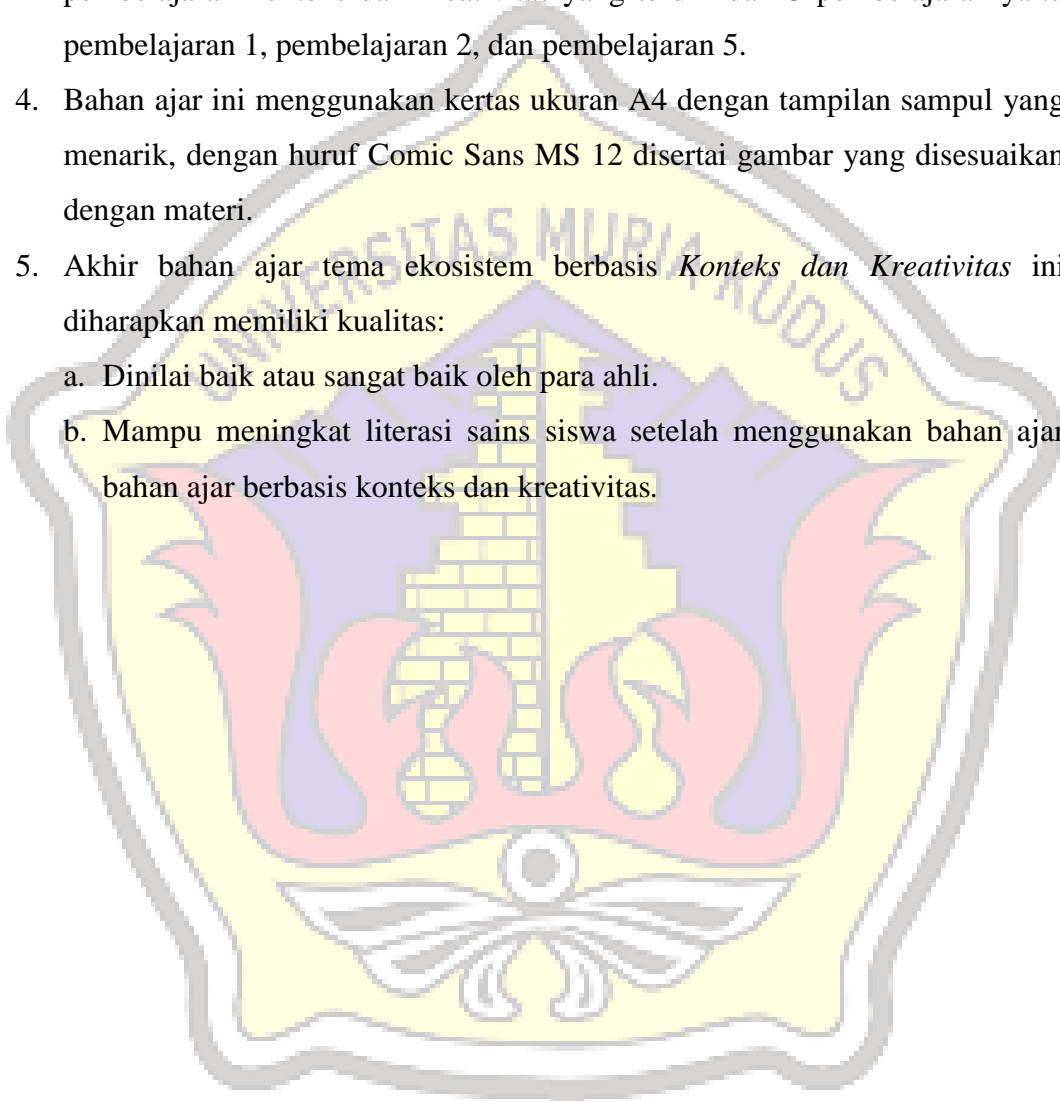 pembelajaran 1, pembelajaran 2, dan pembelajaran 5.
4. Bahan ajar ini menggunakan kertas ukuran A4 dengan tampilan sampul yang
menarik, dengan huruf Comic Sans MS 12 disertai gambar yang disesuaikan
dengan materi.
5. Akhir bahan ajar tema ekosistem berbasis Konteks dan Kreativitas ini
diharapkan memiliki kualitas:
a. Dinilai baik atau sangat baik oleh para ahli.
b. Mampu meningkat literasi sains siswa setelah menggunakan bahan ajar
bahan ajar berbasis konteks dan kreativitas.
UNIVERSITAS MURIA KUDUS